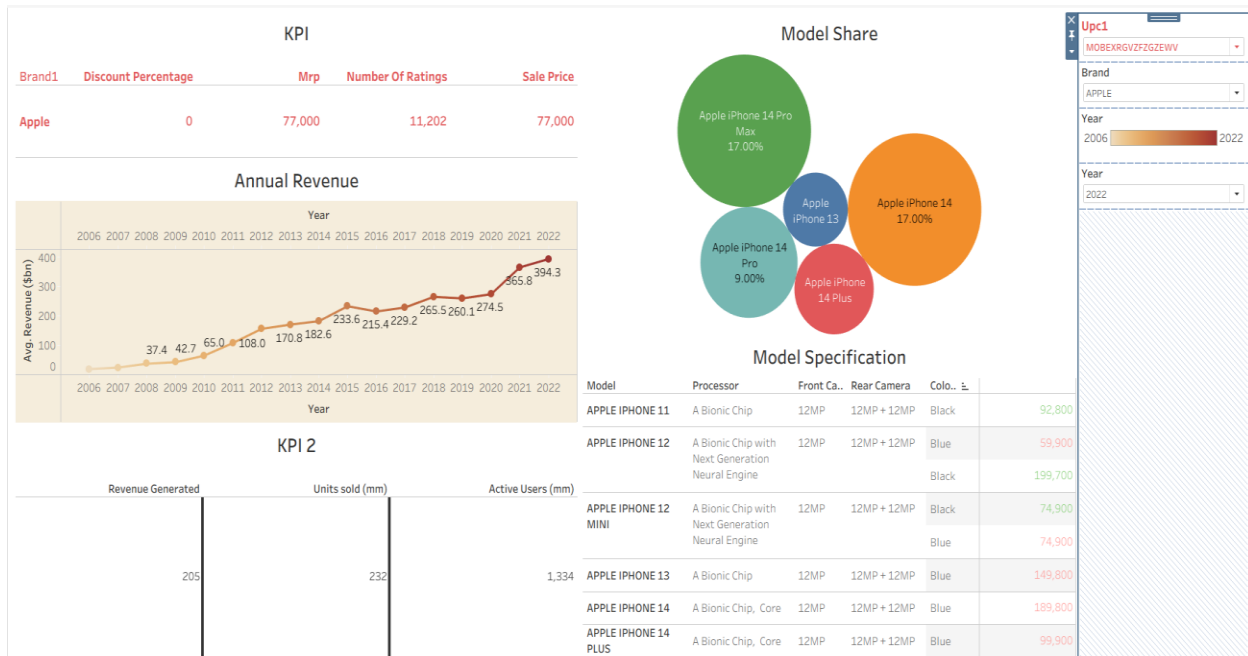 KPI
Brand1 Discount Percentage Mrp Number Of Ratings Sale Price
Apple 0 77,000 11,202 77,000
Annual Revenue
Year
2006 2007 2008 2009 2010 2011 2012 2013 2014 2015 2016 2017 2018 2019 2020 2021 2022
Avg. Revenue ($bn)
400
300
200
100
0
37.4 42.7 65.0 108.0 170.8 182.6 233.6 215.4 229.2 265.5 260.1 274.5 365.8 394.3
2006 2007 2008 2009 2010 2011 2012 2013 2014 2015 2016 2017 2018 2019 2020 2021 2022
Year
KPI 2
Revenue Generated Units sold (mm) Active Users (mm)
205 232 1,334
Model Share
Apple iPhone 14 Pro
Max
17.00%
Apple
iPhone 13
Apple iPhone 14
17.00%
Apple iPhone 14
Pro
9.00%
Apple iPhone
14 Plus
Model Specification
Model Processor Front Ca.. Rear Camera Colo..
APPLE IPHONE 11 A Bionic Chip 12MP 12MP + 12MP Black 92,800
APPLE IPHONE 12 A Bionic Chip with 12MP 12MP + 12MP Blue 59,900
Next Generation
Neural Engine Black 199,700
APPLE IPHONE 12 A Bionic Chip with 12MP 12MP + 12MP Black 74,900
MINI Next Generation
Neural Engine Blue 74,900
APPLE IPHONE 13 A Bionic Chip 12MP 12MP + 12MP Blue 149,800
APPLE IPHONE 14 A Bionic Chip, Core 12MP 12MP + 12MP Blue 189,800
APPLE IPHONE 14
PLUS A Bionic Chip, Core 12MP 12MP + 12MP Blue 99,900
Upc1
MOBEXRGVZFZGZEWV
Brand
APPLE
Year
2006 2022
Year
2022